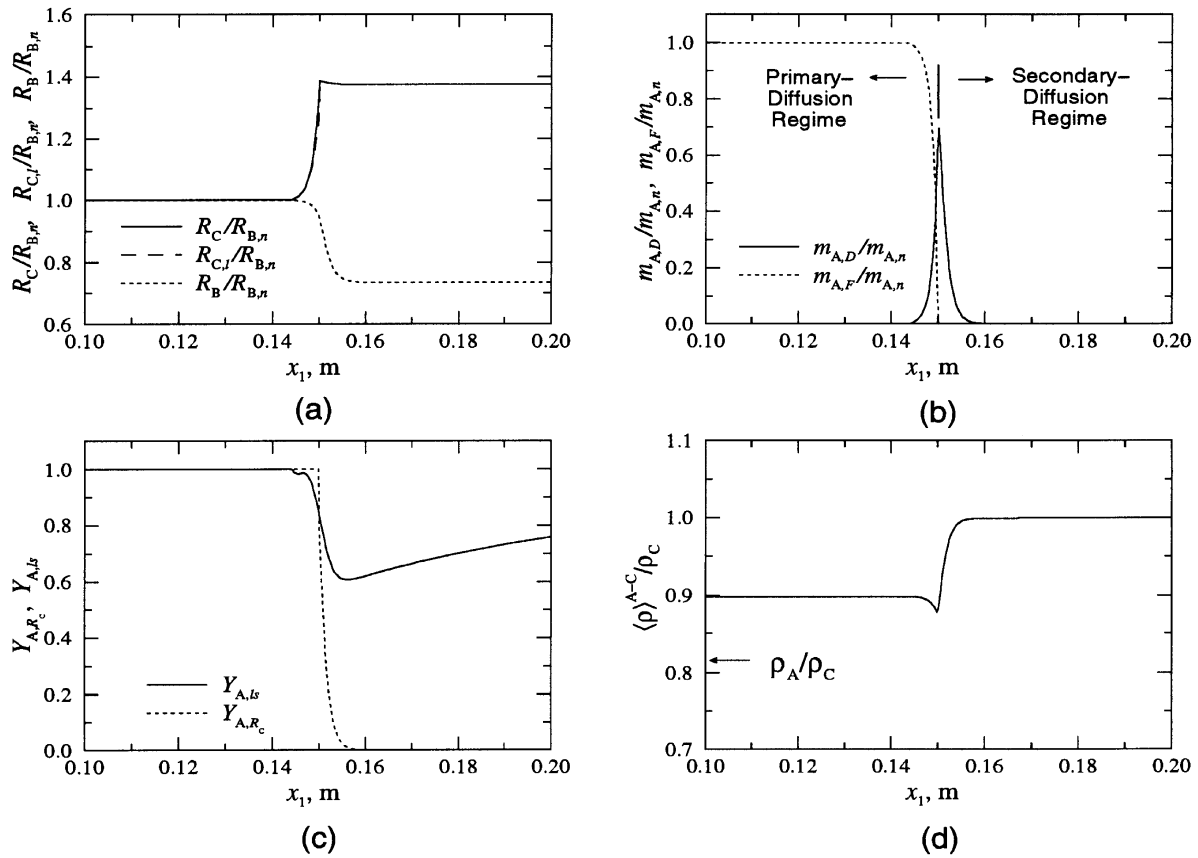 R_C/R_B,n, R_C,l/R_B,n, R_B/R_B,n
1.6
1.4
1.2
1.0
0.8
0.6
R_C/R_B,n
R_C,l/R_B,n
R_B/R_B,n
0.10 0.12 0.14 0.16 0.18 0.20
x_1, m
(a)
m_A,D/m_A,n, m_A,F/m_A,n
1.0
0.8
0.6
0.4
0.2
0.0
Primary–
Diffusion
Regime
Secondary–
Diffusion
Regime
m_A,D/m_A,n
m_A,F/m_A,n
0.10 0.12 0.14 0.16 0.18 0.20
x_1, m
(b)
Y_A,R_c, Y_A,ls
1.0
0.8
0.6
0.4
0.2
0.0
Y_A,ls
Y_A,R_c
0.10 0.12 0.14 0.16 0.18 0.20
x_1, m
(c)
⟨ρ⟩^A–C/ρ_C
1.1
1.0
0.9
0.8
0.7
← ρ_A/ρ_C
0.10 0.12 0.14 0.16 0.18 0.20
x_1, m
(d)